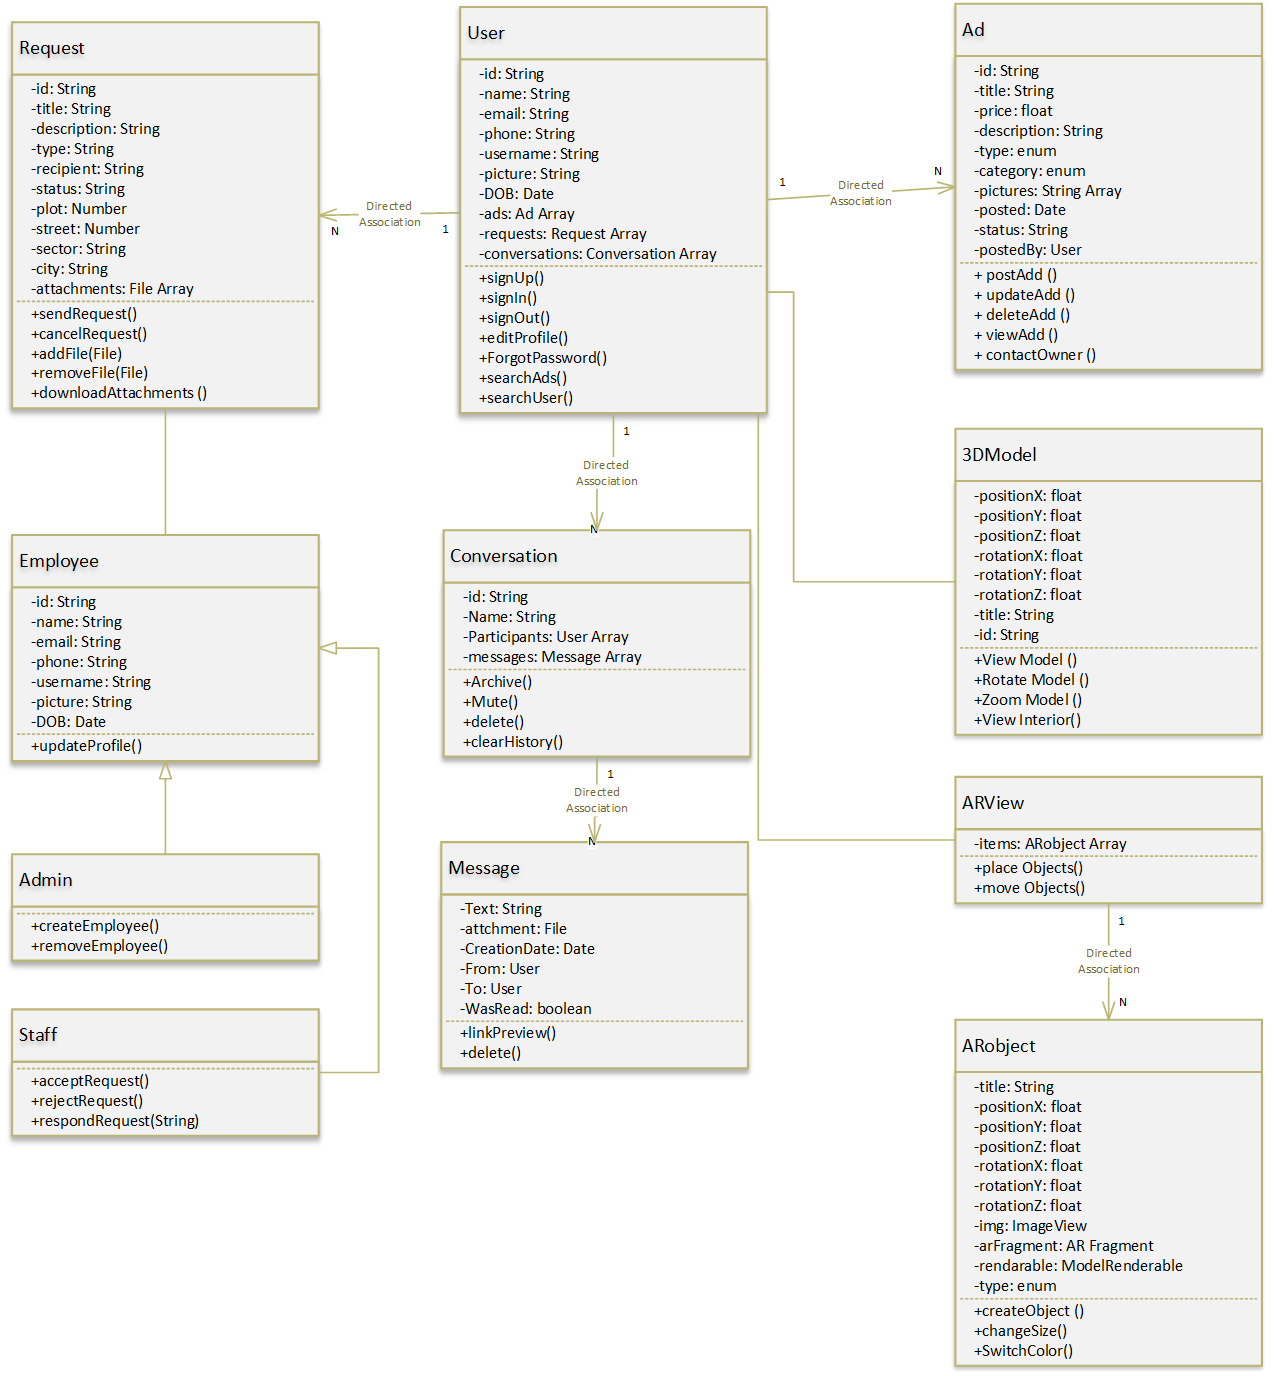 Request
-id: String
-title: String
-description: String
-type: String
-recipient: String
-status: String
-plot: Number
-street: Number
-sector: String
-city: String
-attachments: File Array
+sendRequest()
+cancelRequest()
+addFile(File)
+removeFile(File)
+downloadAttachments ()
Directed
Association
N
1
User
-id: String
-name: String
-email: String
-phone: String
-username: String
-picture: String
-DOB: Date
-ads: Ad Array
-requests: Request Array
-conversations: Conversation Array
+signUp()
+signIn()
+signOut()
+editProfile()
+ForgotPassword()
+searchAds()
+searchUser()
1
Directed
Association
N
Ad
-id: String
-title: String
-price: float
-description: String
-type: enum
-category: enum
-pictures: String Array
-posted: Date
-status: String
-postedBy: User
+ postAdd ()
+ updateAdd ()
+ deleteAdd ()
+ viewAdd ()
+ contactOwner ()
1
Directed
Association
N
3DModel
-positionX: float
-positionY: float
-positionZ: float
-rotationX: float
-rotationY: float
-rotationZ: float
-title: String
-id: String
+View Model ()
+Rotate Model ()
+Zoom Model ()
+View Interior()
Employee
-id: String
-name: String
-email: String
-phone: String
-username: String
-picture: String
-DOB: Date
+updateProfile()
Conversation
-id: String
-Name: String
-Participants: User Array
-messages: Message Array
+Archive()
+Mute()
+delete()
+clearHistory()
1
Directed
Association
N
ARView
-items: ARobject Array
+place Objects()
+move Objects()
Admin
+createEmployee()
+removeEmployee()
Message
-Text: String
-attchment: File
-CreationDate: Date
-From: User
-To: User
-WasRead: boolean
+linkPreview()
+delete()
1
Directed
Association
N
Staff
+acceptRequest()
+rejectRequest()
+respondRequest(String)
ARobject
-title: String
-positionX: float
-positionY: float
-positionZ: float
-rotationX: float
-rotationY: float
-rotationZ: float
-img: ImageView
-arFragment: AR Fragment
-rendarable: ModelRenderable
-type: enum
+createObject ()
+changeSize()
+SwitchColor()